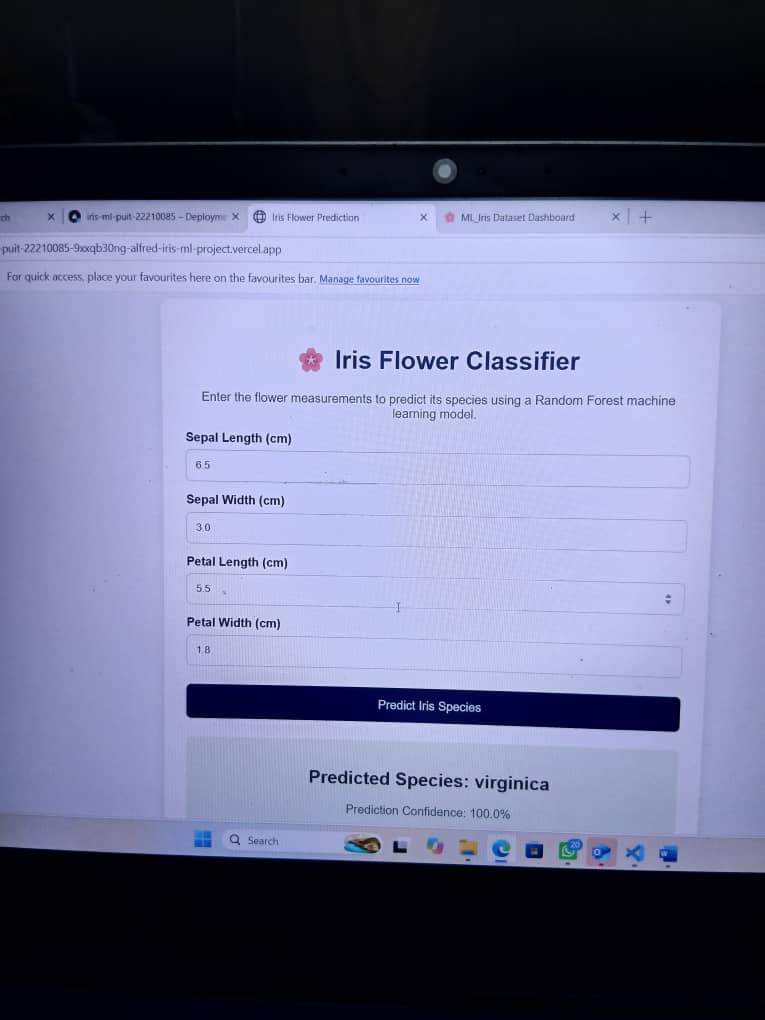 ch
iris-ml-puit-22210085 – Deployme
Iris Flower Prediction
ML_Iris Dataset Dashboard
-puit-22210085-9xxqb30ng-alfred-iris-ml-project.vercel.app
For quick access, place your favourites here on the favourites bar. Manage favourites now
Iris Flower Classifier
Enter the flower measurements to predict its species using a Random Forest machine
learning model.
Sepal Length (cm)
6.5
Sepal Width (cm)
3.0
Petal Length (cm)
5.5
Petal Width (cm)
1.8
Predict Iris Species
Predicted Species: virginica
Prediction Confidence: 100.0%
Search
20